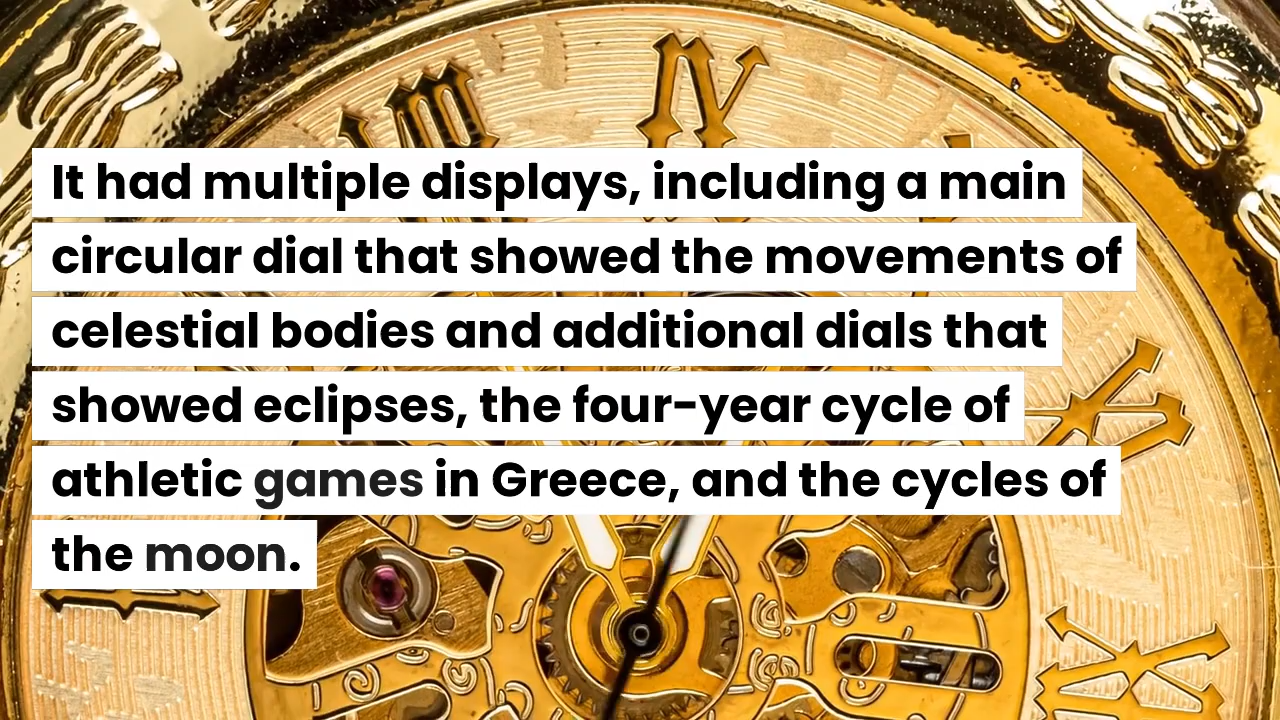 It had multiple displays, including a main
circular dial that showed the movements of
celestial bodies and additional dials that
showed eclipses, the four-year cycle of
athletic games in Greece, and the cycles of
the moon.